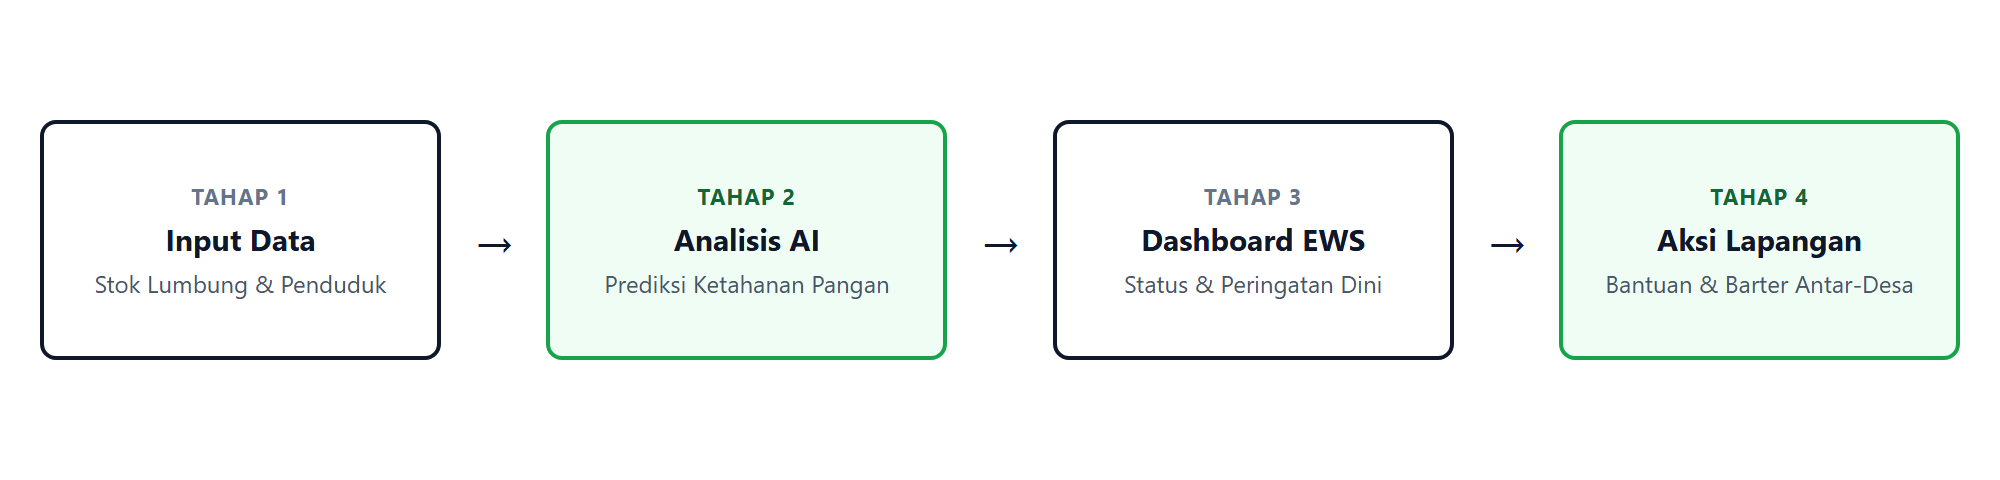 TAHAP 1
Input Data
Stok Lumbung & Penduduk
→
TAHAP 2
Analisis AI
Prediksi Ketahanan Pangan
→
TAHAP 3
Dashboard EWS
Status & Peringatan Dini
→
TAHAP 4
Aksi Lapangan
Bantuan & Barter Antar-Desa